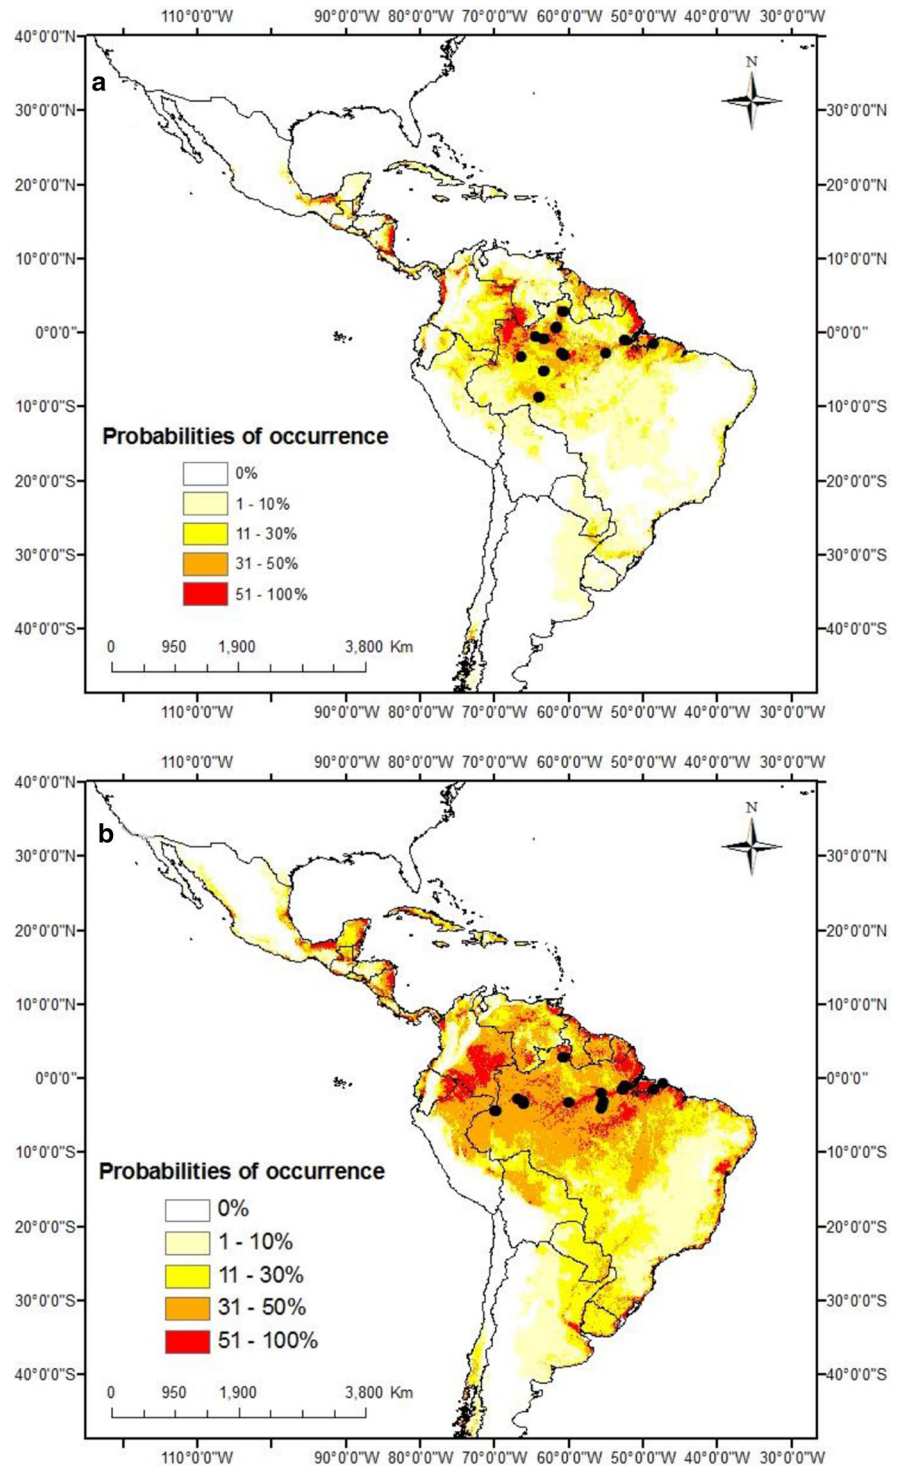 110°0'0"W 90°0'0"W 80°0'0"W 70°0'0"W 60°0'0"W 50°0'0"W 40°0'0"W 30°0'0"W
40°0'0"N
a
N
30°0'0"N 30°0'0"N
20°0'0"N 20°0'0"N
10°0'0"N 10°0'0"N
0°0'0" 0°0'0"
10°0'0"S 10°0'0"S
Probabilities of occurrence
0%
20°0'0"S 20°0'0"S
1 - 10%
11 - 30%
30°0'0"S 30°0'0"S
31 - 50%
51 - 100%
40°0'0"S 40°0'0"S
0 950 1,900 3,800 Km
110°0'0"W 90°0'0"W 80°0'0"W 70°0'0"W 60°0'0"W 50°0'0"W 40°0'0"W 30°0'0"W
110°0'0"W 90°0'0"W 80°0'0"W 70°0'0"W 60°0'0"W 50°0'0"W 40°0'0"W 30°0'0"W
40°0'0"N
N
b
30°0'0"N 30°0'0"N
20°0'0"N 20°0'0"N
10°0'0"N 10°0'0"N
0°0'0" 0°0'0"
10°0'0"S 10°0'0"S
Probabilities of occurrence
0%
20°0'0"S 20°0'0"S
1 - 10%
11 - 30%
30°0'0"S 30°0'0"S
31 - 50%
51 - 100%
40°0'0"S 40°0'0"S
0 950 1,900 3,800 Km
110°0'0"W 90°0'0"W 80°0'0"W 70°0'0"W 60°0'0"W 50°0'0"W 40°0'0"W 30°0'0"W